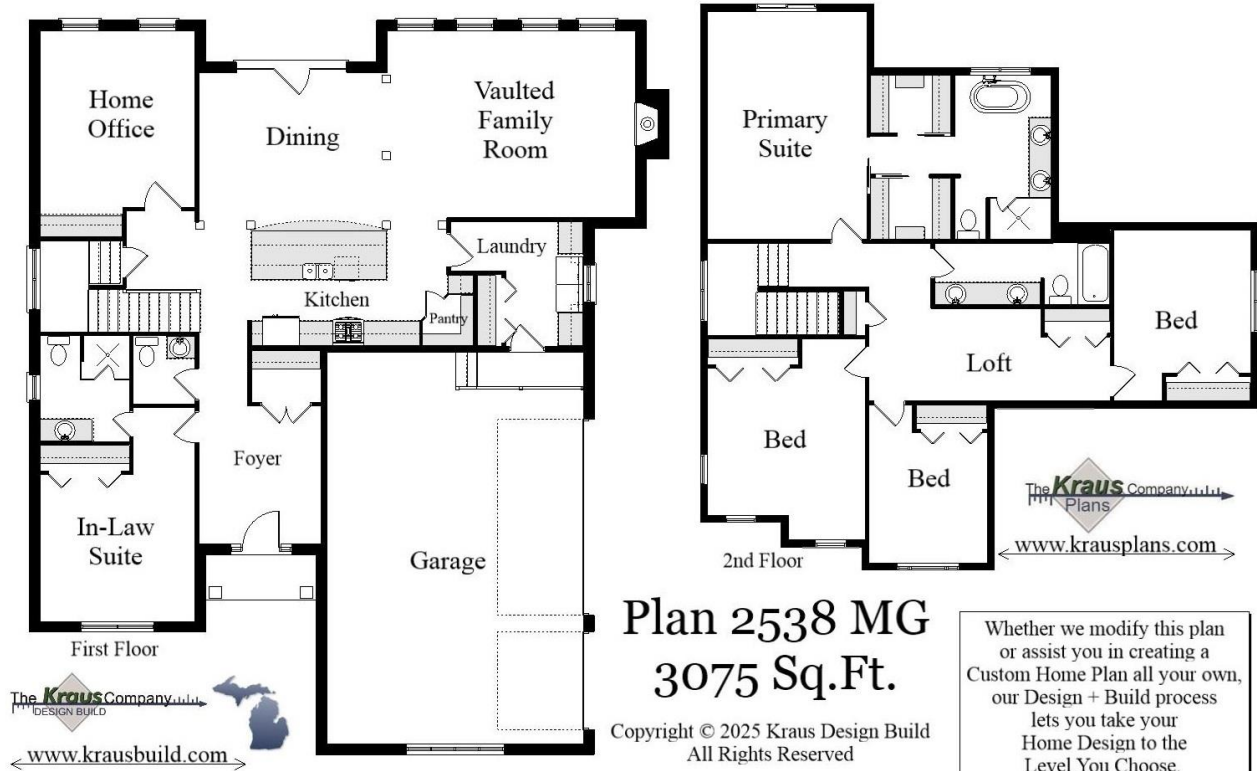 Home
Office
Dining
Vaulted
Family
Room
Laundry
Kitchen
Pantry
Foyer
In-Law
Suite
Garage
First Floor
The Kraus Company
DESIGN BUILD
www.krausbuild.com
Primary
Suite
Bed
Loft
Bed
Bed
2nd Floor
The Kraus Company
Plans
www.krausplans.com
Plan 2538 MG
3075 Sq.Ft.
Copyright © 2025 Kraus Design Build
All Rights Reserved
Whether we modify this plan
or assist you in creating a
Custom Home Plan all your own,
our Design + Build process
lets you take your
Home Design to the
Level You Choose.